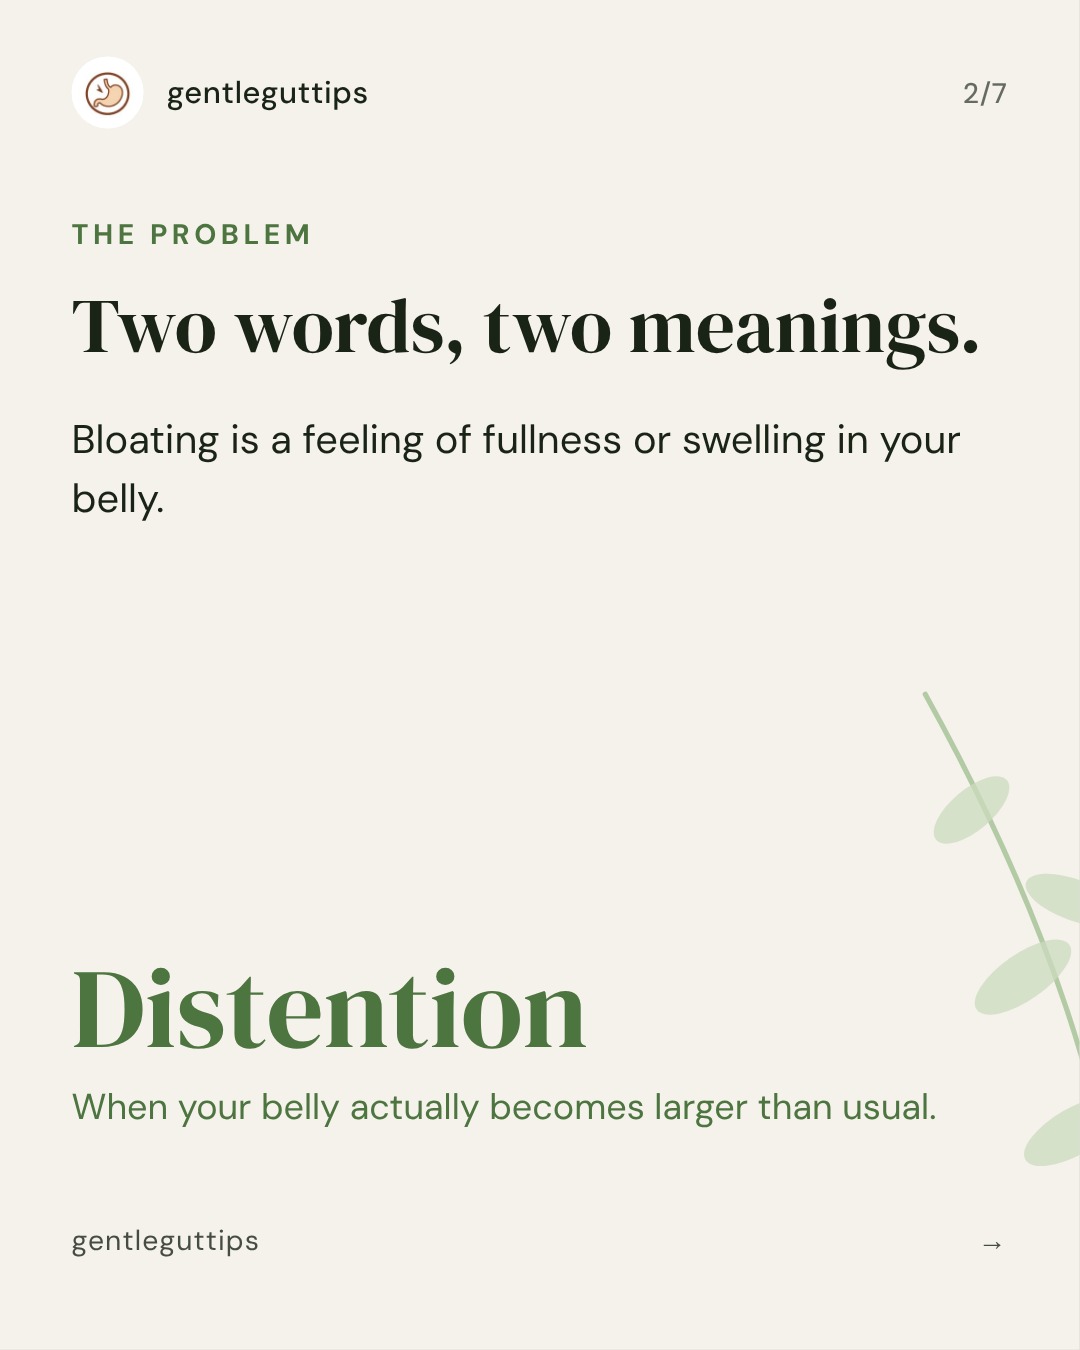 gentleguttips
2/7
THE PROBLEM
Two words, two meanings.
Bloating is a feeling of fullness or swelling in your
belly.
Distention
When your belly actually becomes larger than usual.
gentleguttips
→